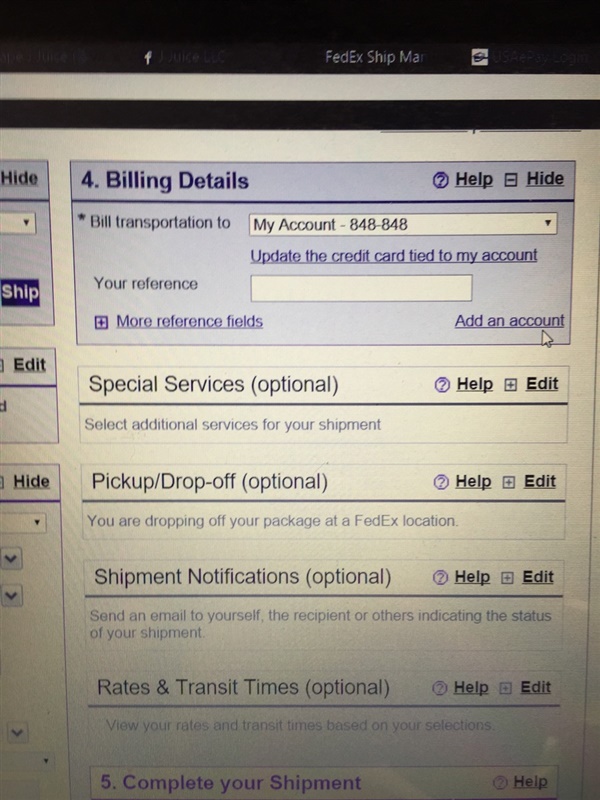 FedEx Ship Mar
Hide
4. Billing Details
Help
Hide
* Bill transportation to
My Account - 848-848
Update the credit card tied to my account
Ship
Your reference
More reference fields
Add an account
Edit
Special Services (optional)
Help
Edit
Select additional services for your shipment
Hide
Pickup/Drop-off (optional)
Help
Edit
You are dropping off your package at a FedEx location.
Shipment Notifications (optional)
Help
Edit
Send an email to yourself, the recipient or others indicating the status
of your shipment.
Rates & Transit Times (optional)
Help
Edit
View your rates and transit times based on your selections.
5. Complete your Shipment
Help